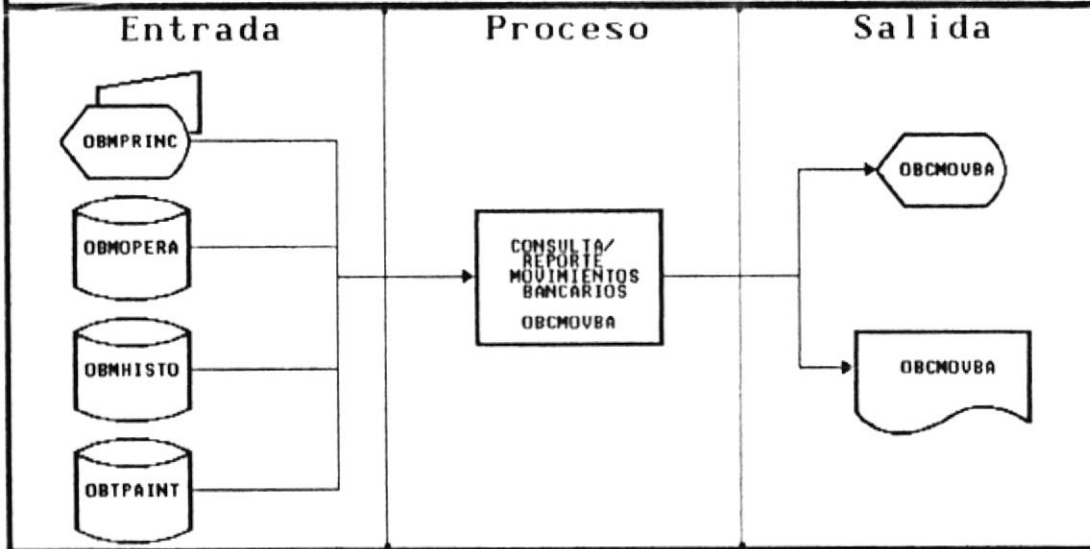 Entrada
Proceso
Salida
OBMPRINC
OBMOPERA
OBMHISTO
OBTPAINT
CONSULTA/
REPORTE
MOVIMIENTOS
BANCARIOS
OBCMOVBA
OBCMOVBA
OBCMOVBA